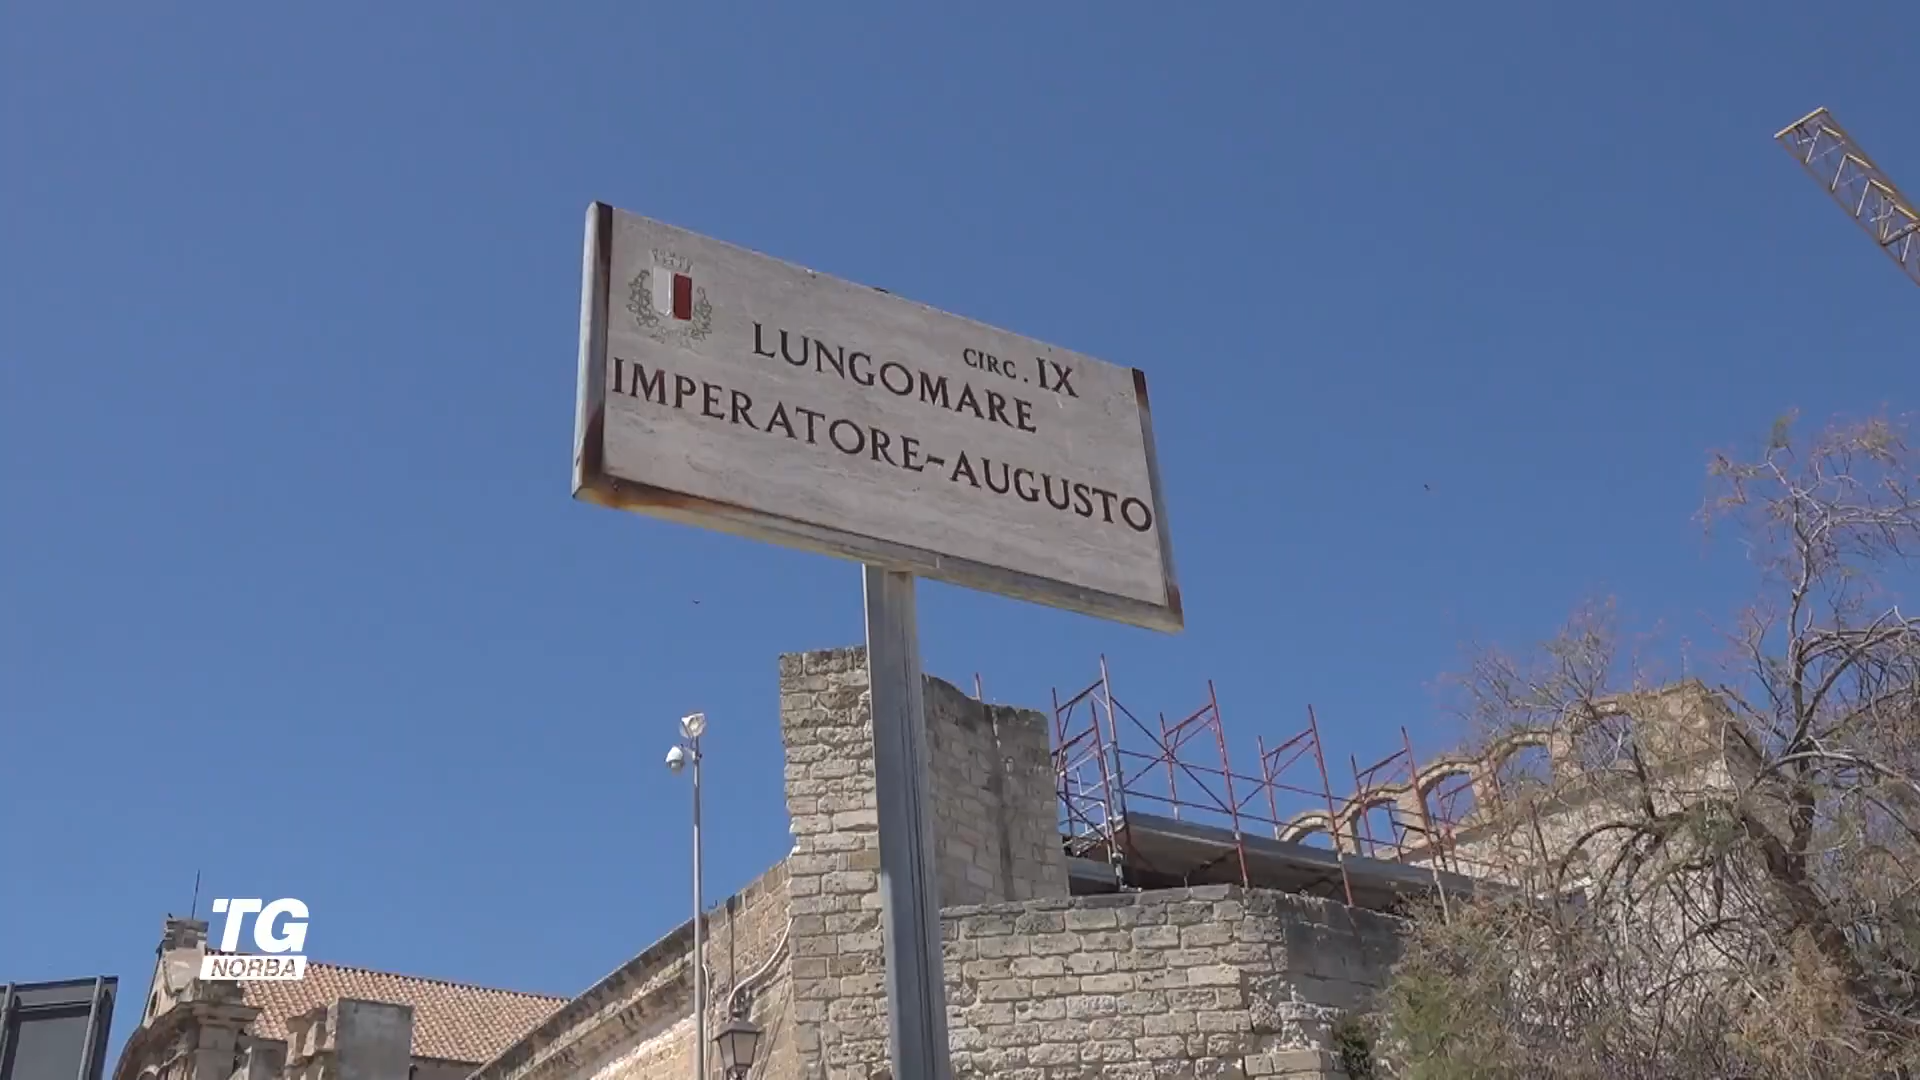 CIRC. IX
LUNGOMARE
IMPERATORE-AUGUSTO
TG
NORBA